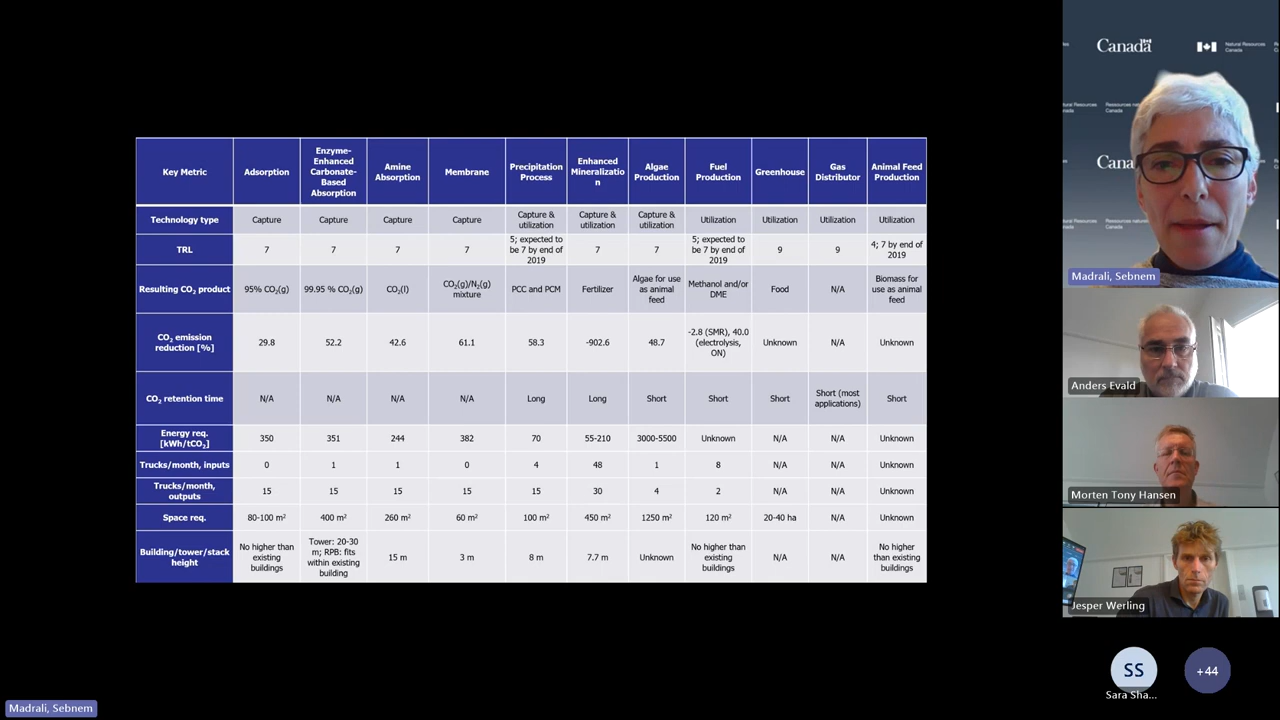 Key Metric
Adsorption
Enzyme-
Enhanced
Carbonate-
Based
Absorption
Amine
Absorption
Membrane
Precipitation
Process
Enhanced
Mineralizatio
n
Algae
Production
Fuel
Production
Greenhouse
Gas
Distributor
Animal Feed
Production
Technology type
Capture
Capture
Capture
Capture
Capture &
utilization
Capture &
utilization
Capture &
utilization
Utilization
Utilization
Utilization
Utilization
TRL
7
7
7
7
5; expected to
be 7 by end of
2019
7
7
5; expected to
be 7 by end of
2019
9
9
4; 7 by end of
2019
Resulting CO₂ product
95% CO₂(g)
99.95 % CO₂(g)
CO₂(l)
CO₂(g)/N₂(g)
mixture
PCC and PCM
Fertilizer
Algae for use
as animal
feed
Methanol and/or
DME
Food
N/A
Biomass for
use as animal
feed
CO₂ emission
reduction [%]
29.8
52.2
42.6
61.1
58.3
-902.6
48.7
-2.8 (SMR), 40.0
(electrolysis,
ON)
Unknown
N/A
Unknown
CO₂ retention time
N/A
N/A
N/A
N/A
Long
Long
Short
Short
Short
Short (most
applications)
Short
Energy req.
[kWh/tCO₂]
350
351
244
382
70
55-210
3000-5500
Unknown
N/A
N/A
Unknown
Trucks/month, inputs
0
1
1
0
4
48
1
8
N/A
N/A
Unknown
Trucks/month,
outputs
15
15
15
15
15
30
4
2
N/A
N/A
Unknown
Space req.
80-100 m²
400 m²
260 m²
60 m²
100 m²
450 m²
1250 m²
120 m²
20-40 ha
N/A
Unknown
Building/tower/stack
height
No higher than
existing
buildings
Tower: 20-30
m; RPB: fits
within existing
building
15 m
3 m
8 m
7.7 m
Unknown
No higher than
existing
buildings
N/A
N/A
No higher
than existing
buildings
Canada
Natural Resources
Canada
Madrali, Sebnem
Anders Evald
Morten Tony Hansen
Jesper Werling
SS
+44
Sara Sha...
Madrali, Sebnem